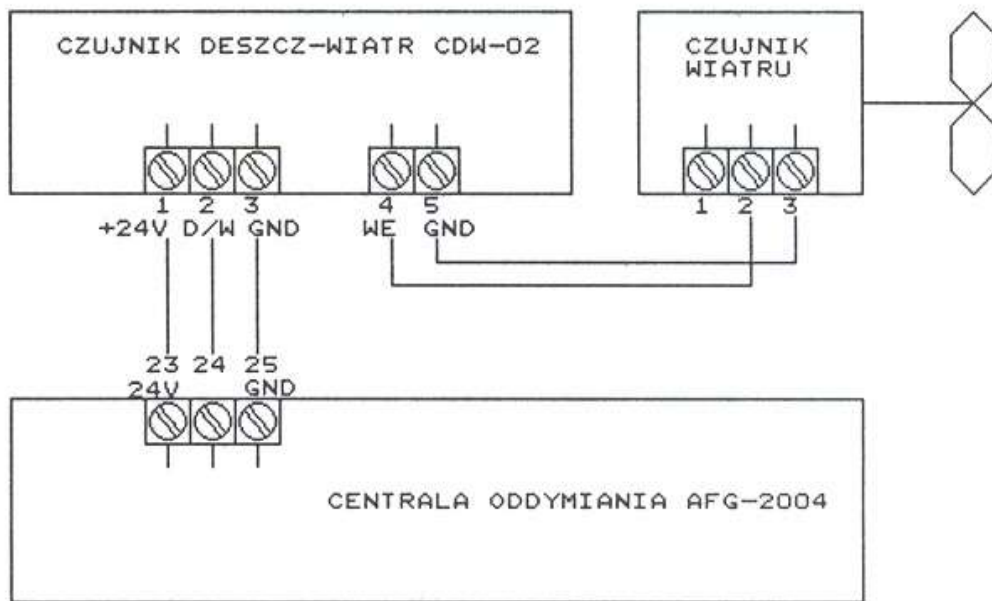 CZUJNIK DESZCZ-WIATR CDW-02
CZUJNIK
WIATRU
1 2 3
+24V D/W GND
4 5
WE GND
1 2 3
23 24 25
24V GND
CENTRALA ODDYMIANIA AFG-2004